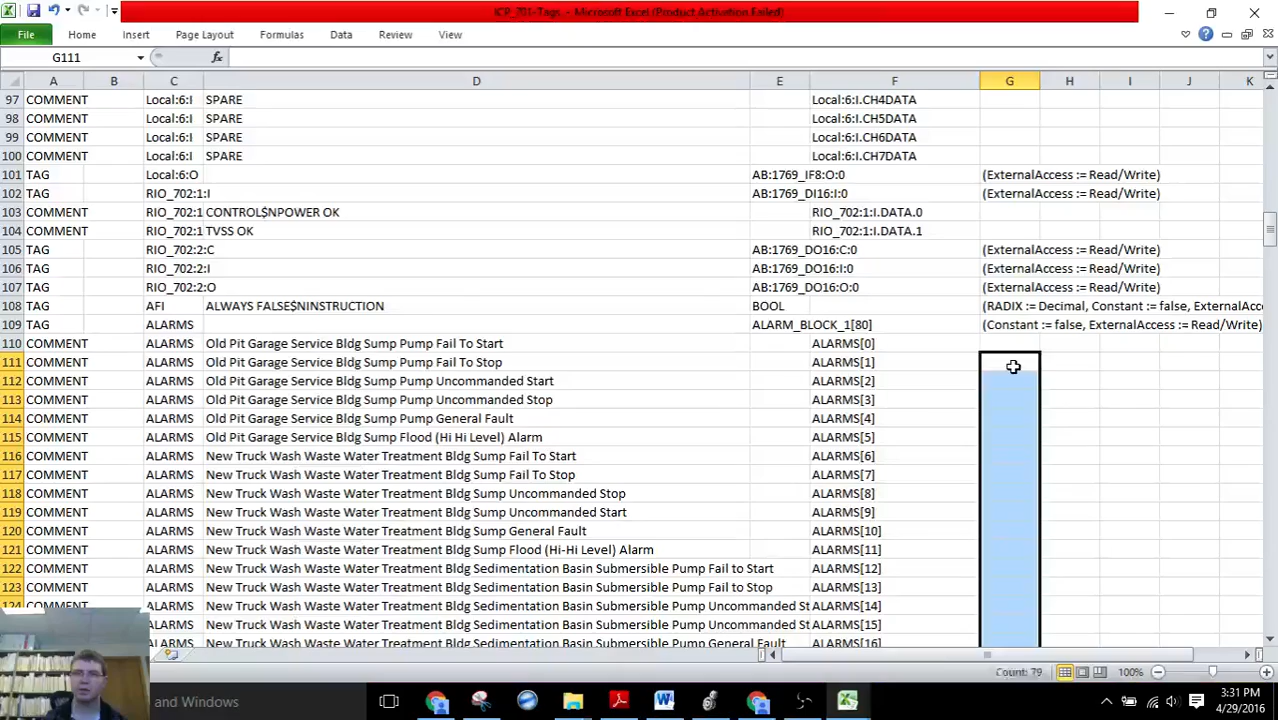 ICP_701-Tags. - Microsoft Excel (Product Activation Failed)
File Home Insert Page Layout Formulas Data Review View
G111 fx
A B C D E F G H I J K
97 COMMENT Local:6:I SPARE Local:6:I.CH4DATA
98 COMMENT Local:6:I SPARE Local:6:I.CH5DATA
99 COMMENT Local:6:I SPARE Local:6:I.CH6DATA
100 COMMENT Local:6:I SPARE Local:6:I.CH7DATA
101 TAG Local:6:O AB:1769_IF8:O:0 (ExternalAccess := Read/Write)
102 TAG RIO_702:1:I AB:1769_DI16:I:0 (ExternalAccess := Read/Write)
103 COMMENT RIO_702:1 CONTROL$NPOWER OK RIO_702:1:I.DATA.0
104 COMMENT RIO_702:1 TVSS OK RIO_702:1:I.DATA.1
105 TAG RIO_702:2:C AB:1769_DO16:C:0 (ExternalAccess := Read/Write)
106 TAG RIO_702:2:I AB:1769_DO16:I:0 (ExternalAccess := Read/Write)
107 TAG RIO_702:2:O AB:1769_DO16:O:0 (ExternalAccess := Read/Write)
108 TAG AFI ALWAYS FALSE$NINSTRUCTION BOOL (RADIX := Decimal, Constant := false, ExternalAcce
109 TAG ALARMS ALARM_BLOCK_1[80] (Constant := false, ExternalAccess := Read/Write)
110 COMMENT ALARMS Old Pit Garage Service Bldg Sump Pump Fail To Start ALARMS[0]
111 COMMENT ALARMS Old Pit Garage Service Bldg Sump Pump Fail To Stop ALARMS[1]
112 COMMENT ALARMS Old Pit Garage Service Bldg Sump Pump Uncommanded Start ALARMS[2]
113 COMMENT ALARMS Old Pit Garage Service Bldg Sump Pump Uncommanded Stop ALARMS[3]
114 COMMENT ALARMS Old Pit Garage Service Bldg Sump Pump General Fault ALARMS[4]
115 COMMENT ALARMS Old Pit Garage Service Bldg Sump Flood (Hi Hi Level) Alarm ALARMS[5]
116 COMMENT ALARMS New Truck Wash Waste Water Treatment Bldg Sump Fail To Start ALARMS[6]
117 COMMENT ALARMS New Truck Wash Waste Water Treatment Bldg Sump Fail To Stop ALARMS[7]
118 COMMENT ALARMS New Truck Wash Waste Water Treatment Bldg Sump Uncommanded Stop ALARMS[8]
119 COMMENT ALARMS New Truck Wash Waste Water Treatment Bldg Sump Uncommanded Start ALARMS[9]
120 COMMENT ALARMS New Truck Wash Waste Water Treatment Bldg Sump General Fault ALARMS[10]
121 COMMENT ALARMS New Truck Wash Waste Water Treatment Bldg Sump Flood (Hi-Hi Level) Alarm ALARMS[11]
122 COMMENT ALARMS New Truck Wash Waste Water Treatment Bldg Sedimentation Basin Submersible Pump Fail to Start ALARMS[12]
123 COMMENT ALARMS New Truck Wash Waste Water Treatment Bldg Sedimentation Basin Submersible Pump Fail to Stop ALARMS[13]
124 COMMENT ALARMS New Truck Wash Waste Water Treatment Bldg Sedimentation Basin Submersible Pump Uncommanded St ALARMS[14]
ALARMS New Truck Wash Waste Water Treatment Bldg Sedimentation Basin Submersible Pump Uncommanded St ALARMS[15]
ALARMS New Truck Wash Waste Water Treatment Bldg Sedimentation Basin Submersible Pump General Fault ALARMS[16]
Count: 79 100%
and Windows
3:31 PM
4/29/2016